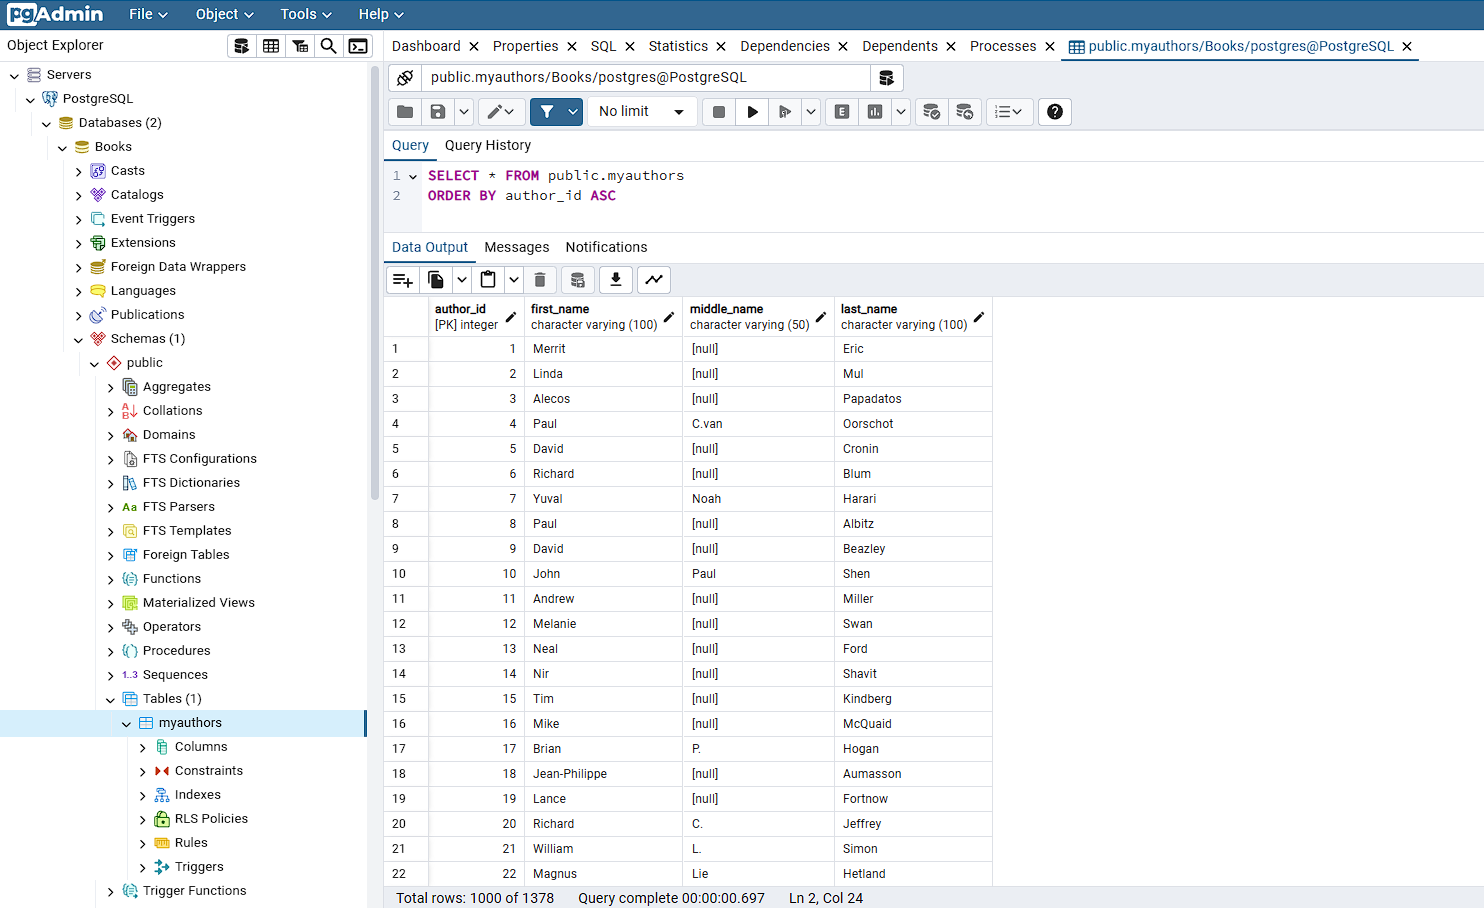 pgAdmin File Object Tools Help
Object Explorer
Dashboard Properties SQL Statistics Dependencies Dependents Processes public.myauthors/Books/postgres@PostgreSQL
Servers
PostgreSQL
Databases (2)
Books
Casts
Catalogs
Event Triggers
Extensions
Foreign Data Wrappers
Languages
Publications
Schemas (1)
public
Aggregates
Collations
Domains
FTS Configurations
FTS Dictionaries
Aa FTS Parsers
FTS Templates
Foreign Tables
Functions
Materialized Views
Operators
Procedures
1..3 Sequences
Tables (1)
myauthors
Columns
Constraints
Indexes
RLS Policies
Rules
Triggers
Trigger Functions
public.myauthors/Books/postgres@PostgreSQL
No limit
E
Query Query History
1 SELECT * FROM public.myauthors
2 ORDER BY author_id ASC
Data Output Messages Notifications
author_id first_name middle_name last_name
[PK] integer character varying (100) character varying (50) character varying (100)
1 1 Merrit [null] Eric
2 2 Linda [null] Mul
3 3 Alecos [null] Papadatos
4 4 Paul C.van Oorschot
5 5 David [null] Cronin
6 6 Richard [null] Blum
7 7 Yuval Noah Harari
8 8 Paul [null] Albitz
9 9 David [null] Beazley
10 10 John Paul Shen
11 11 Andrew [null] Miller
12 12 Melanie [null] Swan
13 13 Neal [null] Ford
14 14 Nir [null] Shavit
15 15 Tim [null] Kindberg
16 16 Mike [null] McQuaid
17 17 Brian P. Hogan
18 18 Jean-Philippe [null] Aumasson
19 19 Lance [null] Fortnow
20 20 Richard C. Jeffrey
21 21 William L. Simon
22 22 Magnus Lie Hetland
Total rows: 1000 of 1378 Query complete 00:00:00.697 Ln 2, Col 24